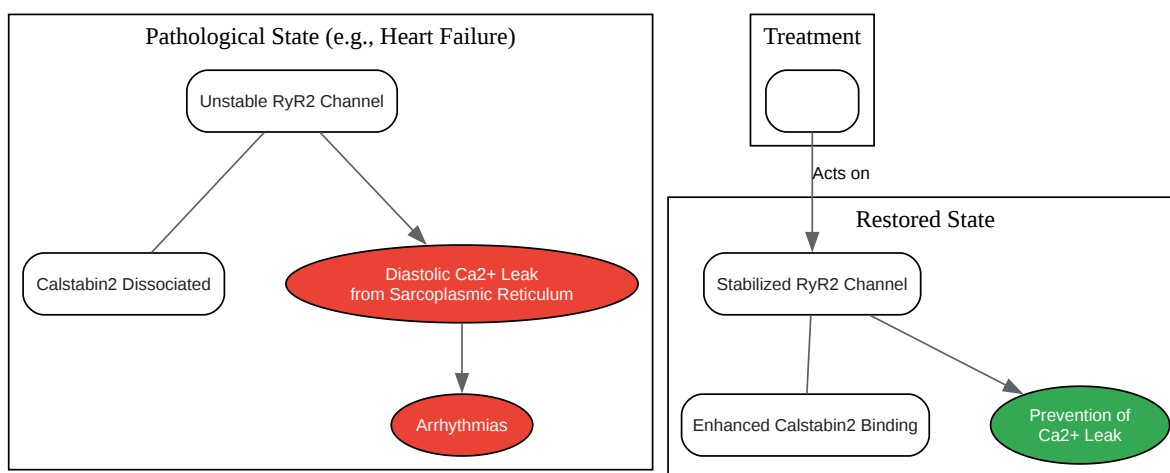 Pathological State (e.g., Heart Failure)
Unstable RyR2 Channel
Calstabin2 Dissociated
Diastolic Ca2+ Leak
from Sarcoplasmic Reticulum
Arrhythmias
Treatment
Acts on
Restored State
Stabilized RyR2 Channel
Enhanced Calstabin2 Binding
Prevention of
Ca2+ Leak